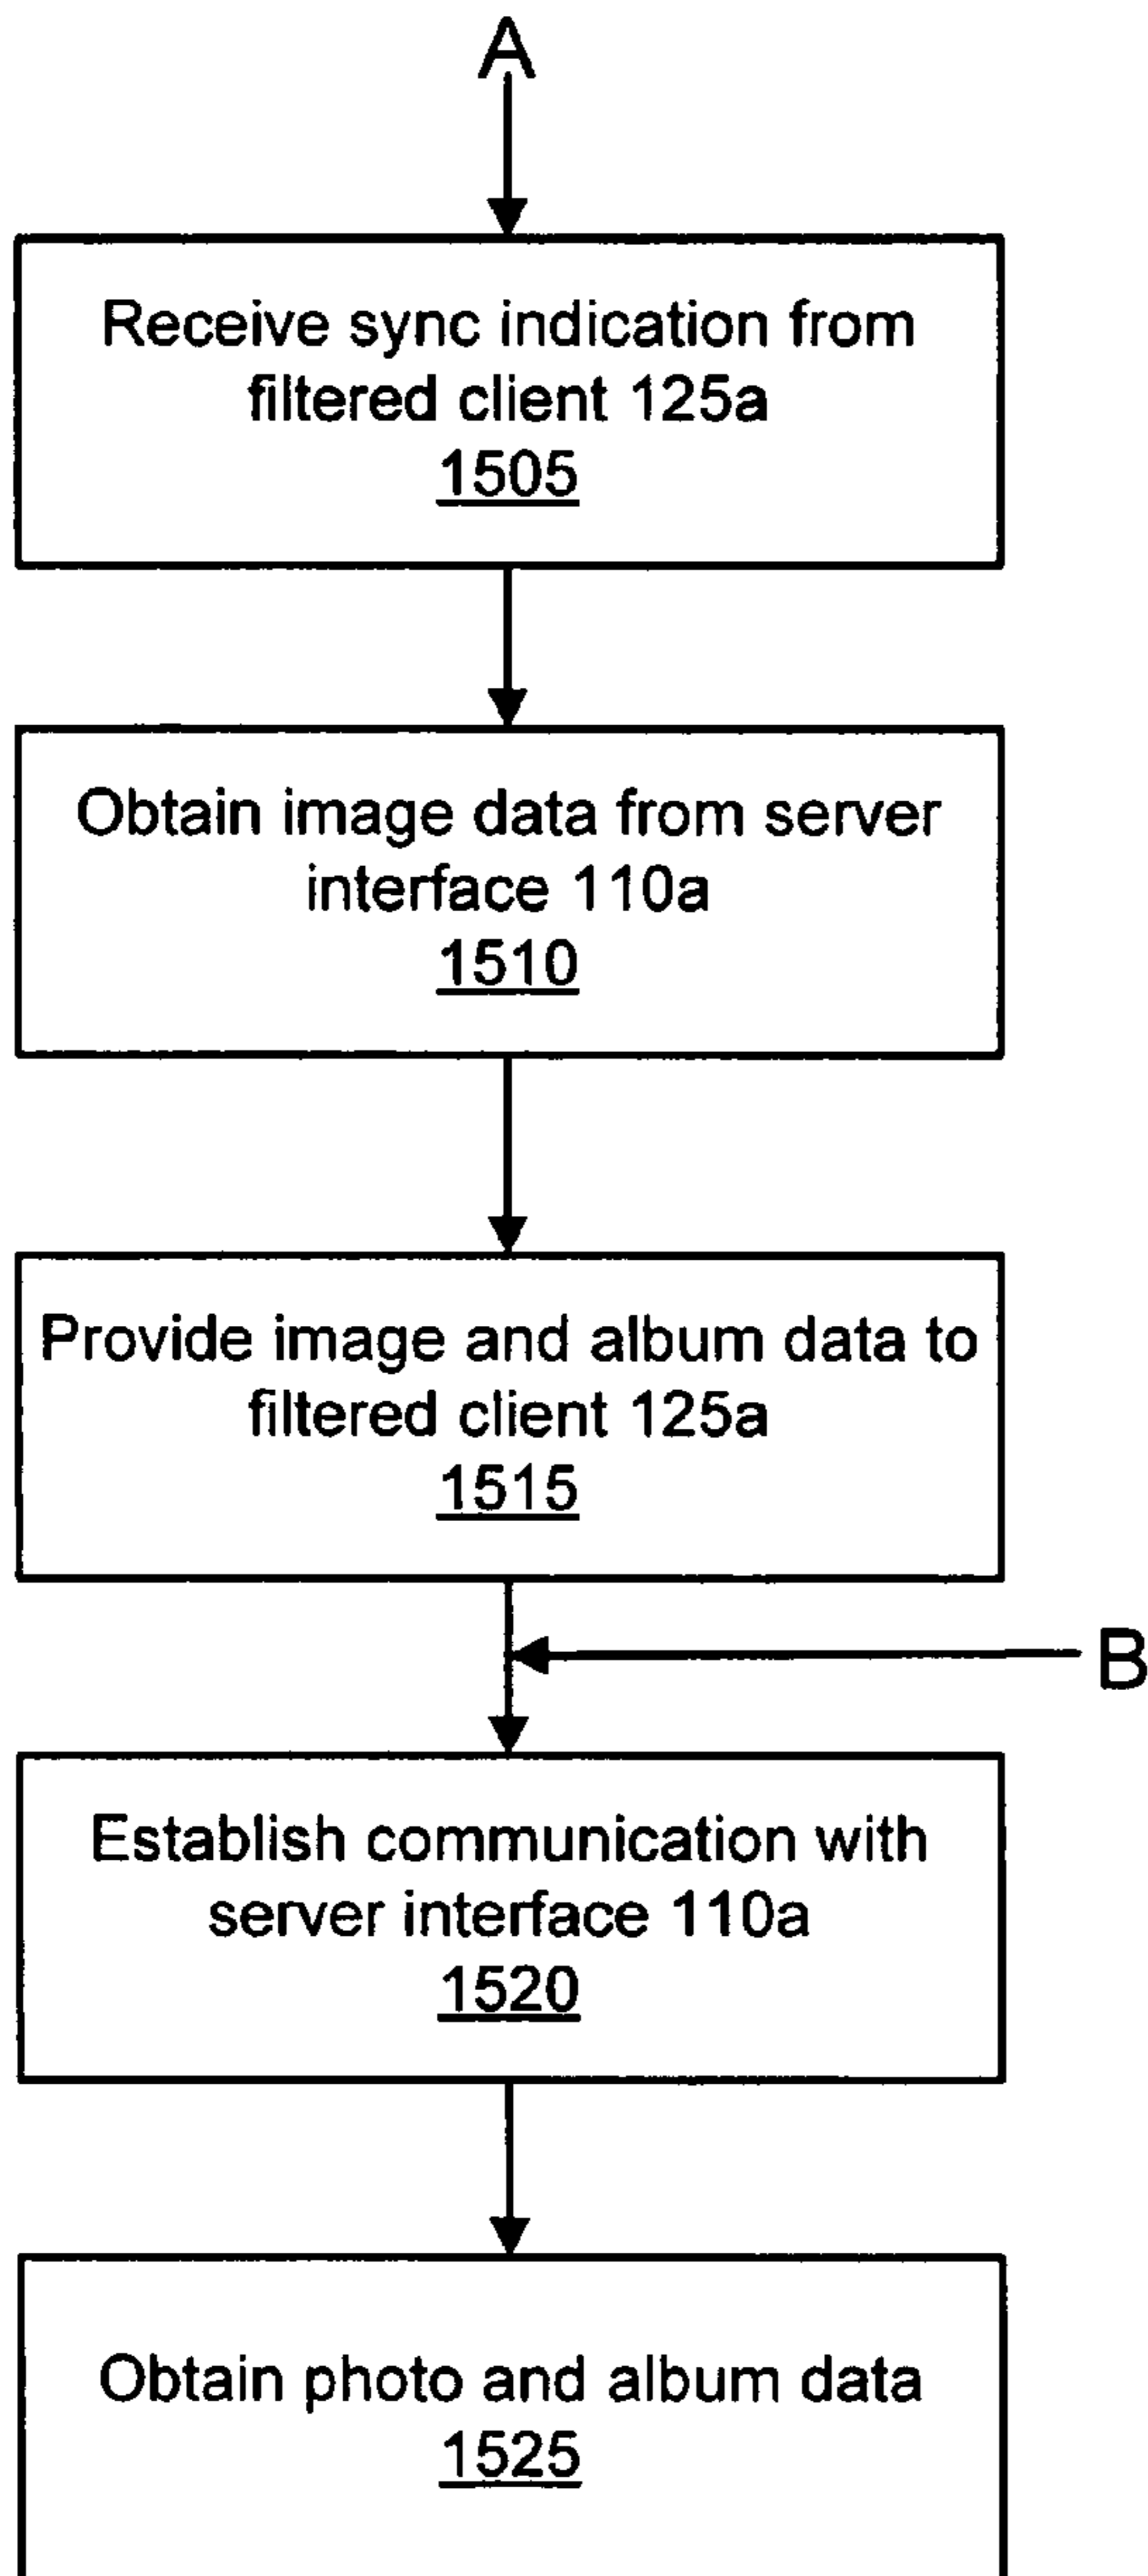 A
Receive sync indication from
filtered client 125a
1505
Obtain image data from server
interface 110a
1510
Provide image and album data to
filtered client 125a
1515
B
Establish communication with
server interface 110a
1520
Obtain photo and album data
1525